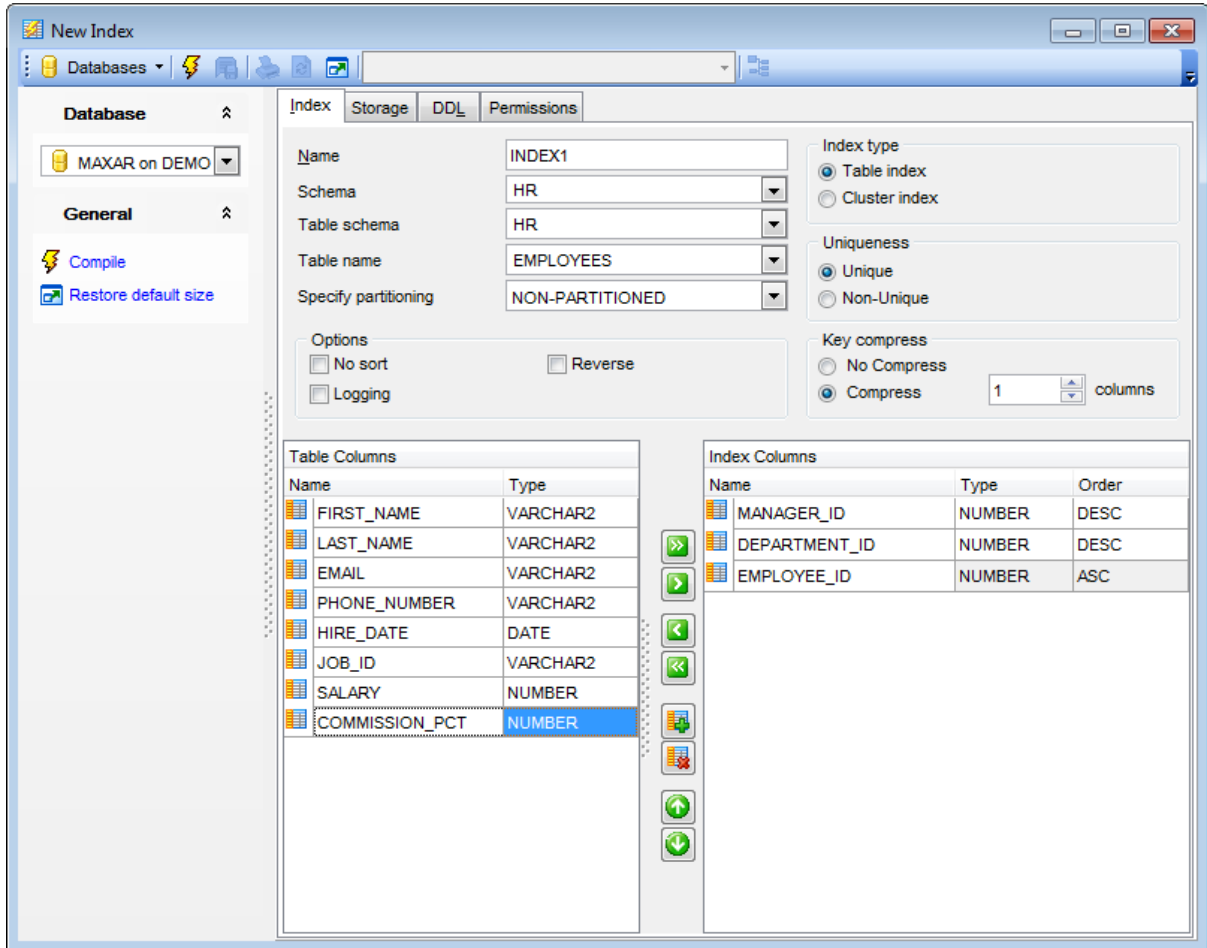 New Index
Databases
Database
MAXAR on DEMO
General
Compile
Restore default size
Index Storage DDL Permissions
Name INDEX1
Schema HR
Table schema HR
Table name EMPLOYEES
Specify partitioning NON-PARTITIONED
Index type
Table index
Cluster index
Uniqueness
Unique
Non-Unique
Options
No sort Reverse
Logging
Key compress
No Compress
Compress 1 columns
Table Columns
Name Type
FIRST_NAME VARCHAR2
LAST_NAME VARCHAR2
EMAIL VARCHAR2
PHONE_NUMBER VARCHAR2
HIRE_DATE DATE
JOB_ID VARCHAR2
SALARY NUMBER
COMMISSION_PCT NUMBER
Index Columns
Name Type Order
MANAGER_ID NUMBER DESC
DEPARTMENT_ID NUMBER DESC
EMPLOYEE_ID NUMBER ASC